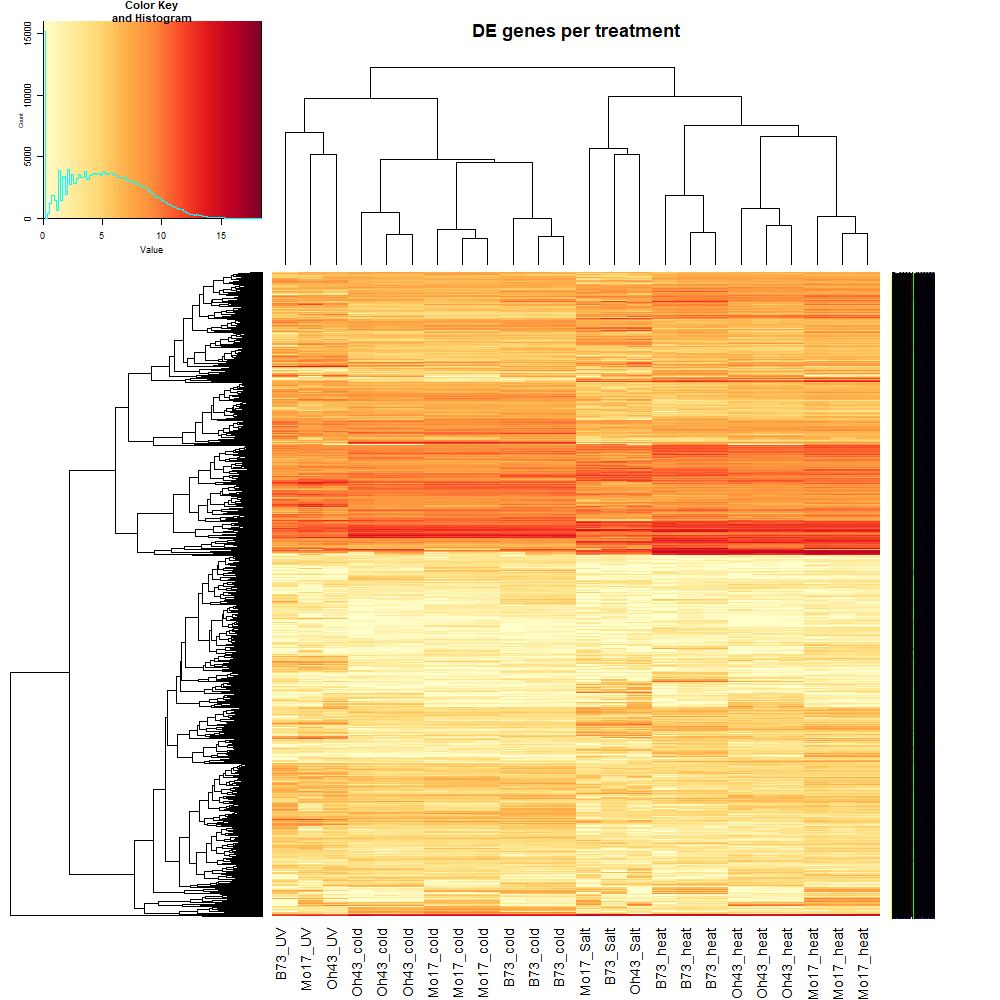 Color Key
and Histogram
DE genes per treatment
Count
0
5000
10000
15000
0
5
10
15
Value
B73_UV
Mo17_UV
Oh43_UV
Oh43_cold
Oh43_cold
Oh43_cold
Mo17_cold
Mo17_cold
Mo17_cold
B73_cold
B73_cold
B73_cold
Mo17_Salt
B73_Salt
Oh43_Salt
B73_heat
B73_heat
B73_heat
Oh43_heat
Oh43_heat
Oh43_heat
Mo17_heat
Mo17_heat
Mo17_heat